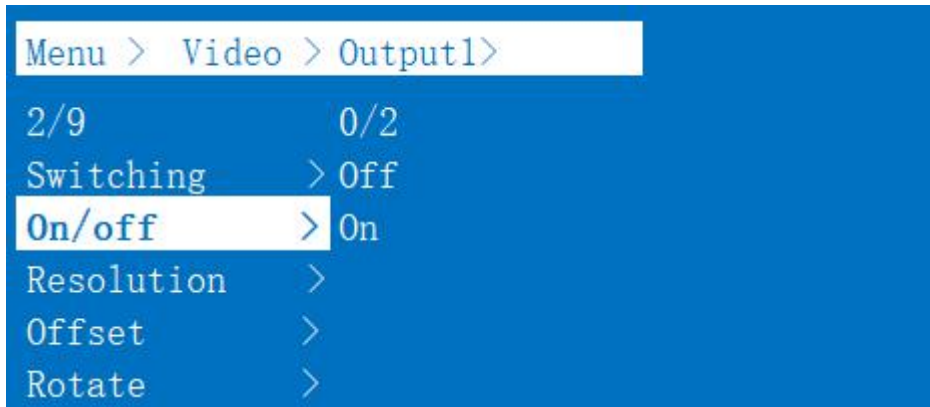 Menu > Video > Output1>
2/9 0/2
Switching > Off
On/off > On
Resolution >
Offset >
Rotate >